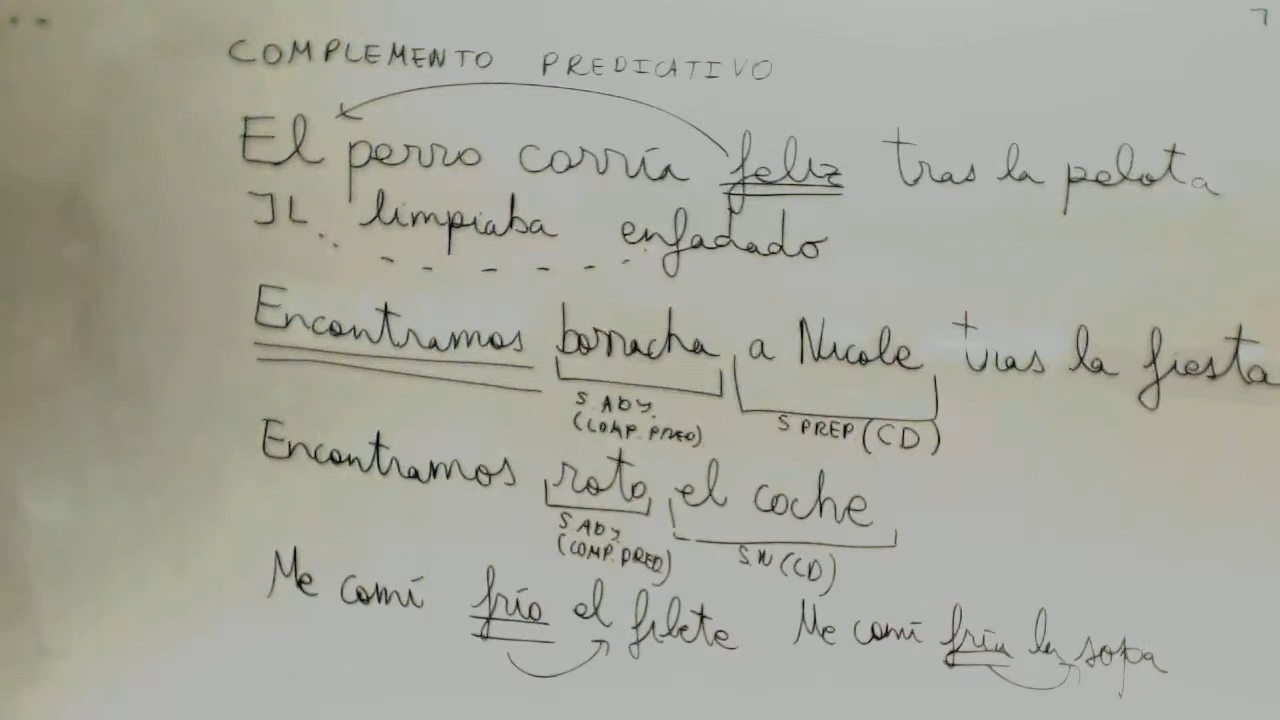 COMPLEMENTO PREDICATIVO
El perro corría feliz tras la pelota
limpiaba enfadado
Encontramos borracha a Nicole tras la fiesta
S. ADJ. S PREP (CD)
(COMP. PRED)
Encontramos roto el coche
S ADJ. SN (CD)
(COMP. PRED)
Me comí frío el filete Me comí fría la sopa